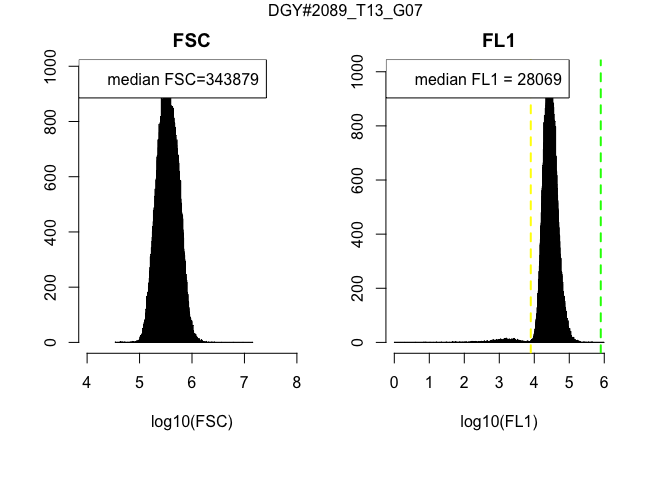 DGY#2089_T13_G07
FSC
median FSC=343879
0 200 400 600 800 1000
4 5 6 7 8
log10(FSC)
FL1
median FL1 = 28069
0 200 400 600 800 1000
0 1 2 3 4 5 6
log10(FL1)